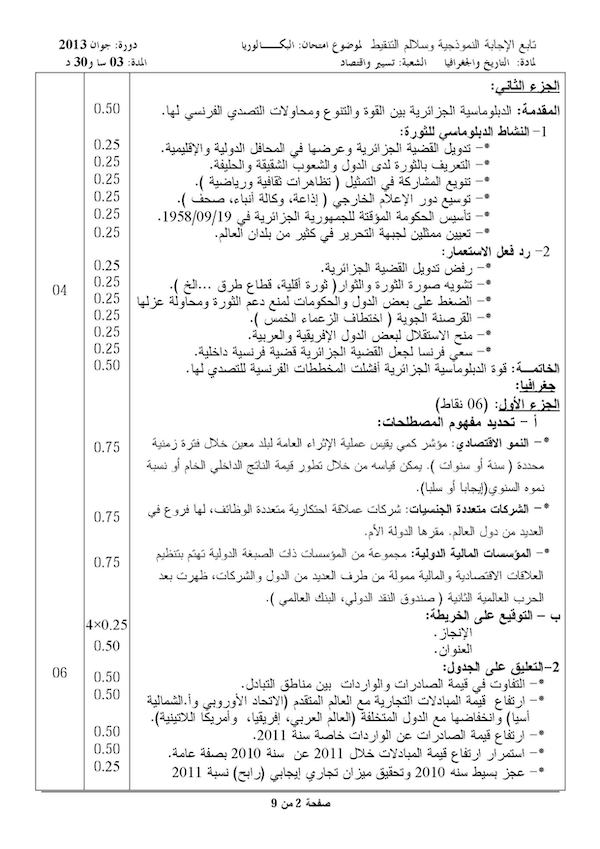 تابع الإجابة النموذجية وسلالم التنقيط لموضوع امتحان: البكـــالوريا دورة: جوان 2013
لمادة: التاريخ والجغرافيا الشعبة: تسيير واقتصاد المدة: 03 سا و30 د
الجزء الثاني:
المقدمة: الدبلوماسية الجزائرية بين القوة والتنوع ومحاولات التصدي الفرنسي لها. 0.50
1- النشاط الدبلوماسي للثورة:
*- تدويل القضية الجزائرية وعرضها في المحافل الدولية والإقليمية. 0.25
*- التعريف بالثورة لدى الدول والشعوب الشقيقة والحليفة. 0.25
*- تنويع المشاركة في التمثيل ( تظاهرات ثقافية ورياضية ). 0.25
*- توسيع دور الإعلام الخارجي ( إذاعة، وكالة أنباء، صحف ). 0.25
*- تأسيس الحكومة المؤقتة للجمهورية الجزائرية في 1958/09/19. 0.25
*- تعيين ممثلين لجبهة التحرير في كثير من بلدان العالم. 0.25
2- رد فعل الاستعمار:
*- رفض تدويل القضية الجزائرية. 0.25
*- تشويه صورة الثورة والثوار( ثورة أقلية، قطاع طرق ...الخ ). 0.25
04
*- الضغط على بعض الدول والحكومات لمنع دعم الثورة ومحاولة عزلها 0.25
*- القرصنة الجوية ( اختطاف الزعماء الخمس ). 0.25
*- منح الاستقلال لبعض الدول الإفريقية والعربية. 0.25
*- سعي فرنسا لجعل القضية الجزائرية قضية فرنسية داخلية. 0.25
الخاتمـــة: قوة الدبلوماسية الجزائرية أفشلت المخططات الفرنسية للتصدي لها. 0.50
جغرافيا:
الجزء الأول: (06 نقاط)
أ - تحديد مفهوم المصطلحات:
*- النمو الاقتصادي: مؤشر كمي يقيس عملية الإثراء العامة لبلد معين خلال فترة زمنية 0.75
محددة ( سنة أو سنوات ). يمكن قياسه من خلال تطور قيمة الناتج الداخلي الخام أو نسبة
نموه السنوي(إيجابا أو سلبا).
*- الشركات متعددة الجنسيات: شركات عملاقة احتكارية متعددة الوظائف، لها فروع في 0.75
العديد من دول العالم. مقرها الدولة الأم.
*- المؤسسات المالية الدولية: مجموعة من المؤسسات ذات الصبغة الدولية تهتم بتنظيم 0.75
العلاقات الاقتصادية والمالية ممولة من طرف العديد من الدول والشركات، ظهرت بعد
الحرب العالمية الثانية ( صندوق النقد الدولي، البنك العالمي ).
ب - التوقيع على الخريطة:
الإنجاز. 4×0.25
العنوان. 0.50
2-التعليق على الجدول:
06
*- التفاوت في قيمة الصادرات والواردات بين مناطق التبادل. 0.50
*- ارتفاع قيمة المبادلات التجارية مع العالم المتقدم (الاتحاد الأوروبي وأ.الشمالية 0.50
أسيا) وانخفاضها مع الدول المتخلفة (العالم العربي، إفريقيا، وأمريكا اللاتينية).
*- ارتفاع قيمة الصادرات عن الواردات خاصة سنة 2011. 0.50
*- استمرار ارتفاع قيمة المبادلات خلال 2011 عن سنة 2010 بصفة عامة. 0.50
*- عجز بسيط سنه 2010 وتحقيق ميزان تجاري إيجابي (رابح) نسبة 2011 0.25
صفحة 2 من 9